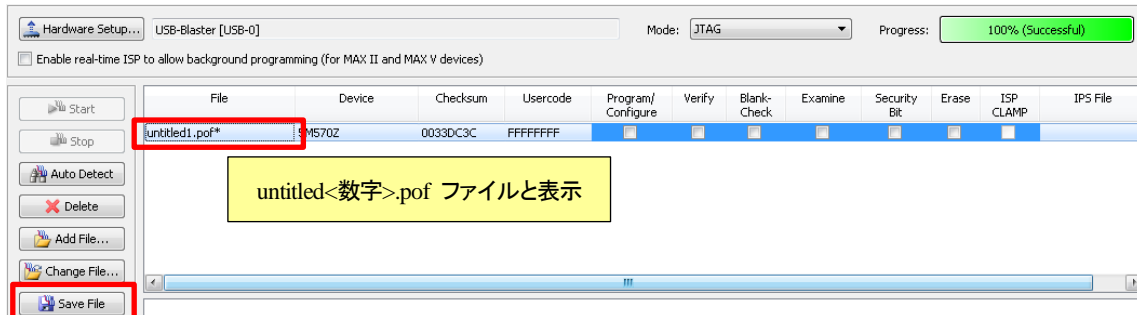 Hardware Setup... USB-Blaster [USB-0] Mode: JTAG Progress: 100% (Successful)
Enable real-time ISP to allow background programming (for MAX II and MAX V devices)
Start
Stop
Auto Detect
Delete
Add File...
Change File...
Save File
File Device Checksum Usercode Program/ Verify Blank- Examine Security Erase ISP IPS File
Configure Check Bit CLAMP
untitled1.pof* 5M570Z 0033DC3C FFFFFFFF
untitled<数字>.pof ファイルと表示